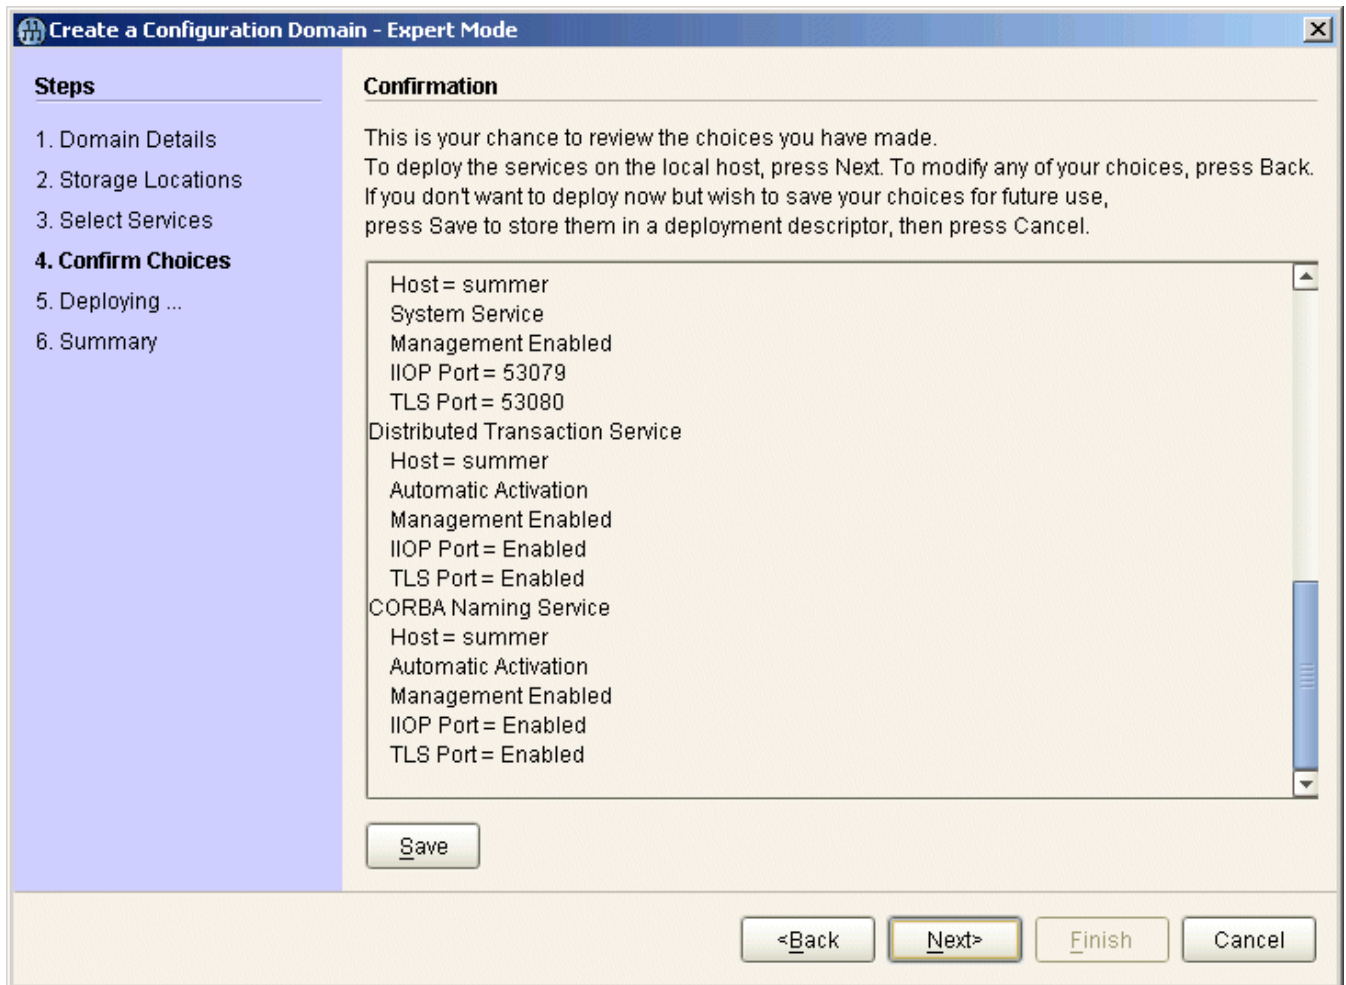 Create a Configuration Domain - Expert Mode
Steps
1. Domain Details
2. Storage Locations
3. Select Services
4. Confirm Choices
5. Deploying ...
6. Summary
Confirmation
This is your chance to review the choices you have made.
To deploy the services on the local host, press Next. To modify any of your choices, press Back.
If you don't want to deploy now but wish to save your choices for future use,
press Save to store them in a deployment descriptor, then press Cancel.
Host = summer
System Service
Management Enabled
IIOP Port = 53079
TLS Port = 53080
Distributed Transaction Service
Host = summer
Automatic Activation
Management Enabled
IIOP Port = Enabled
TLS Port = Enabled
CORBA Naming Service
Host = summer
Automatic Activation
Management Enabled
IIOP Port = Enabled
TLS Port = Enabled
Save
<Back
Next>
Finish
Cancel